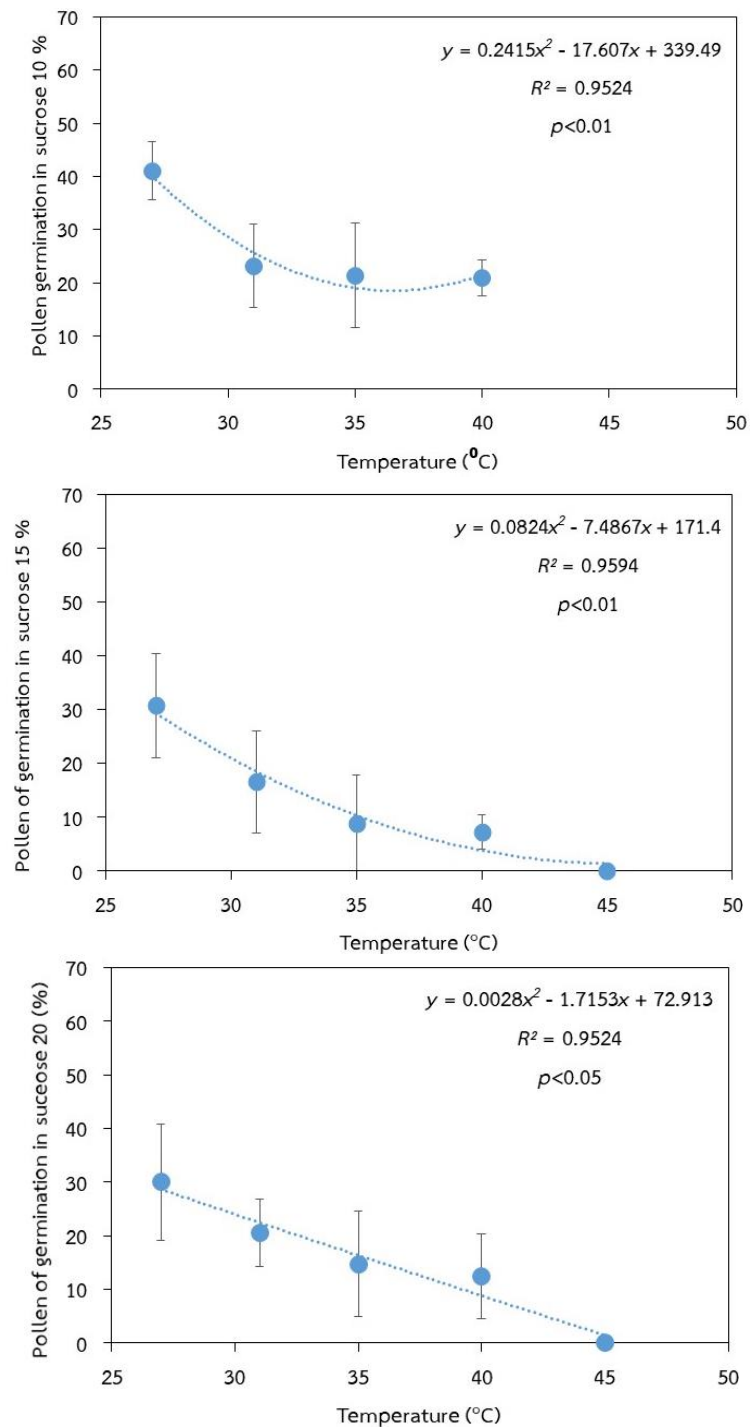 Pollen germination in sucrose 10 %
70
60
50
40
30
20
10
0
y = 0.2415x² - 17.607x + 339.49
R² = 0.9524
p<0.01
25 30 35 40 45 50
Temperature (⁰C)
Pollen of germination in sucrose 15 %
70
60
50
40
30
20
10
0
y = 0.0824x² - 7.4867x + 171.4
R² = 0.9594
p<0.01
25 30 35 40 45 50
Temperature (°C)
Pollen of germination in suceose 20 (%)
70
60
50
40
30
20
10
0
y = 0.0028x² - 1.7153x + 72.913
R² = 0.9524
p<0.05
25 30 35 40 45 50
Temperature (°C)